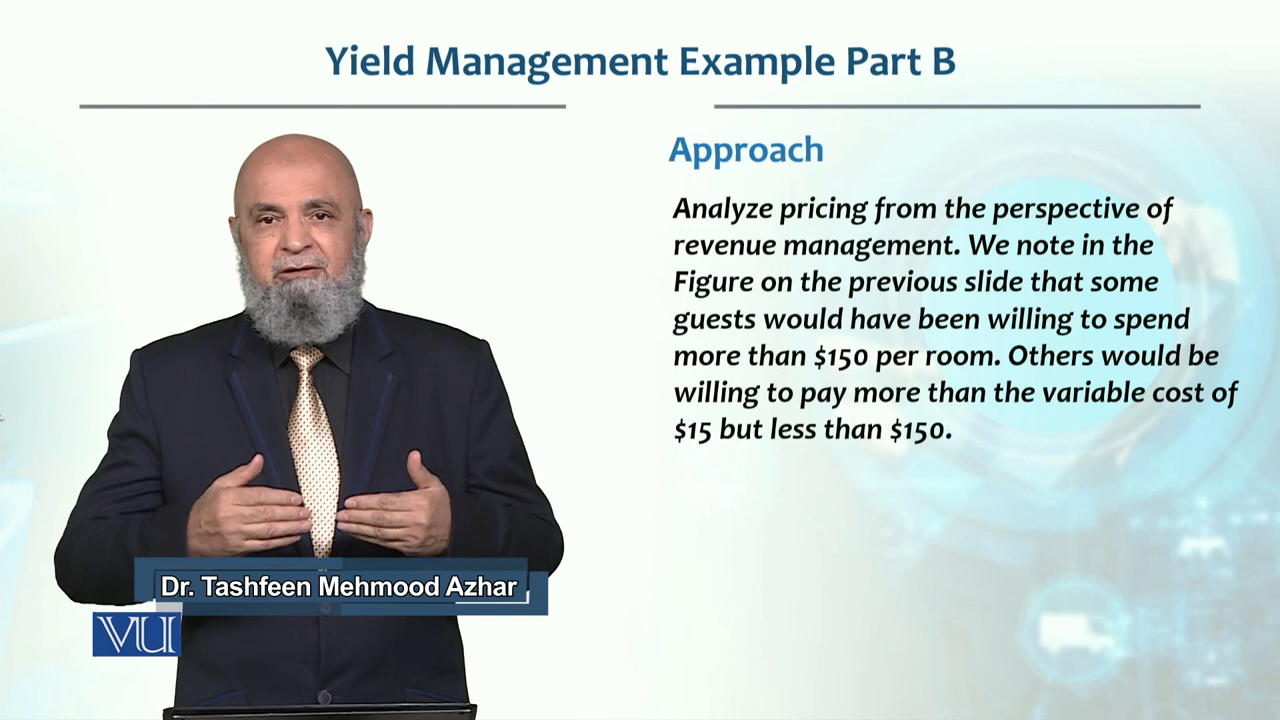 Yield Management Example Part B
Approach
Analyze pricing from the perspective of
revenue management. We note in the
Figure on the previous slide that some
guests would have been willing to spend
more than $150 per room. Others would be
willing to pay more than the variable cost of
$15 but less than $150.
Dr. Tashfeen Mehmood Azhar
VU